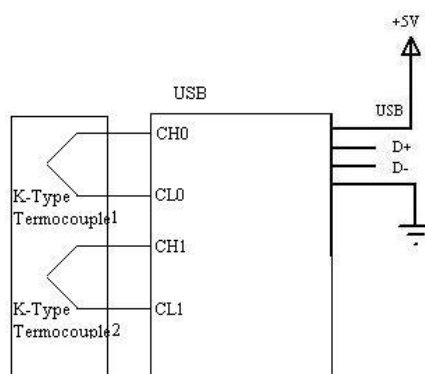 +5V
USB
USB
CH0
D+
D-
K-Type
CL0
Termocouple1
CH1
K-Type
CL1
Termocouple2